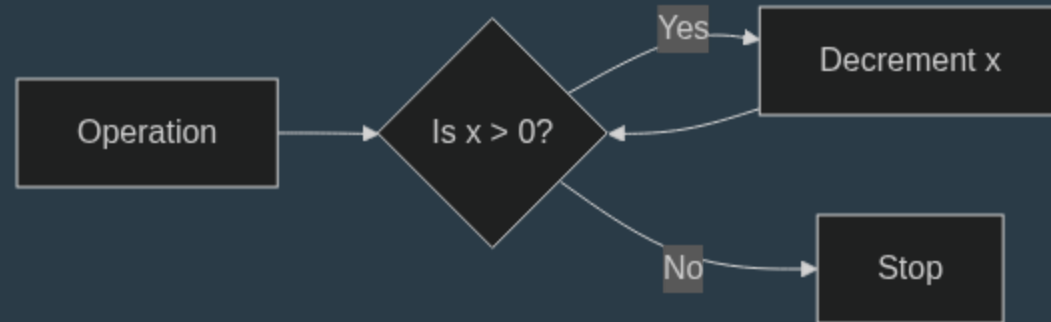 Yes
Decrement x
Operation
Is x > 0?
No
Stop